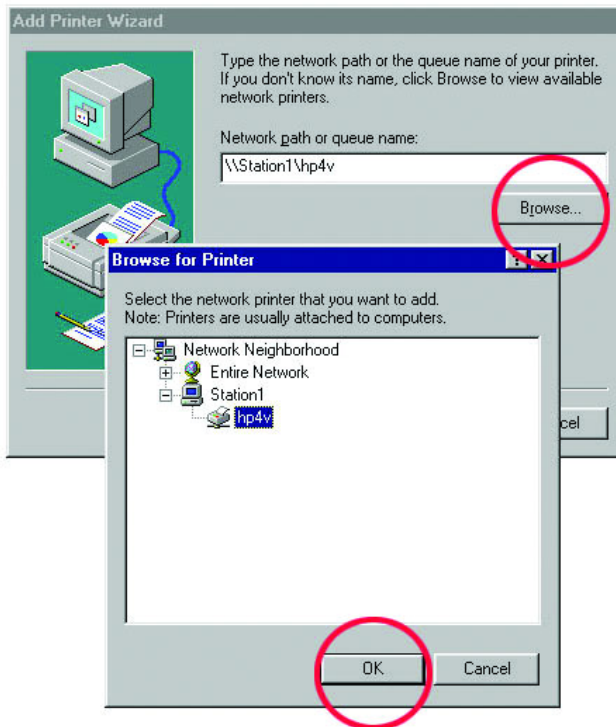 Add Printer Wizard
Type the network path or the queue name of your printer.
If you don't know its name, click Browse to view available
network printers.
Network path or queue name:
\\Station1\hp4v
Browse...
Browse for Printer
Select the network printer that you want to add.
Note: Printers are usually attached to computers.
Network Neighborhood
Entire Network
Station1
hp4v
cel
OK
Cancel